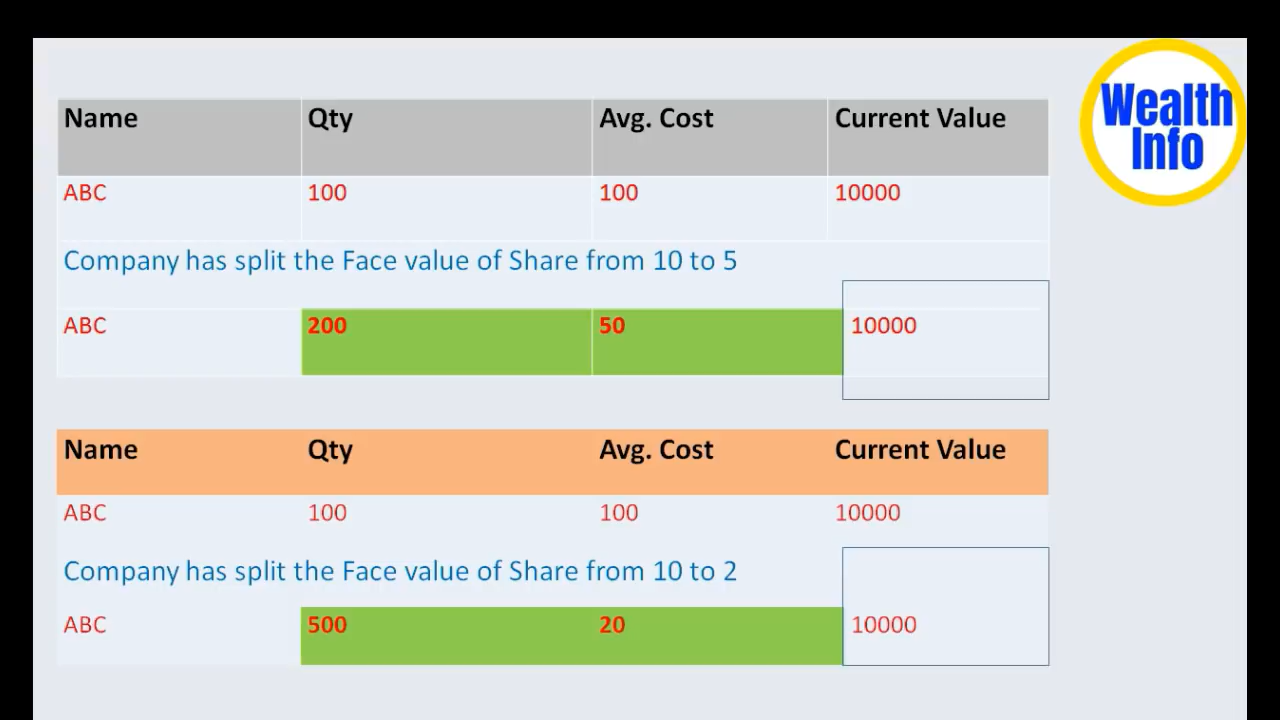 Wealth
Info
Name Qty Avg. Cost Current Value
ABC 100 100 10000
Company has split the Face value of Share from 10 to 5
ABC 200 50 10000
Name Qty Avg. Cost Current Value
ABC 100 100 10000
Company has split the Face value of Share from 10 to 2
ABC 500 20 10000